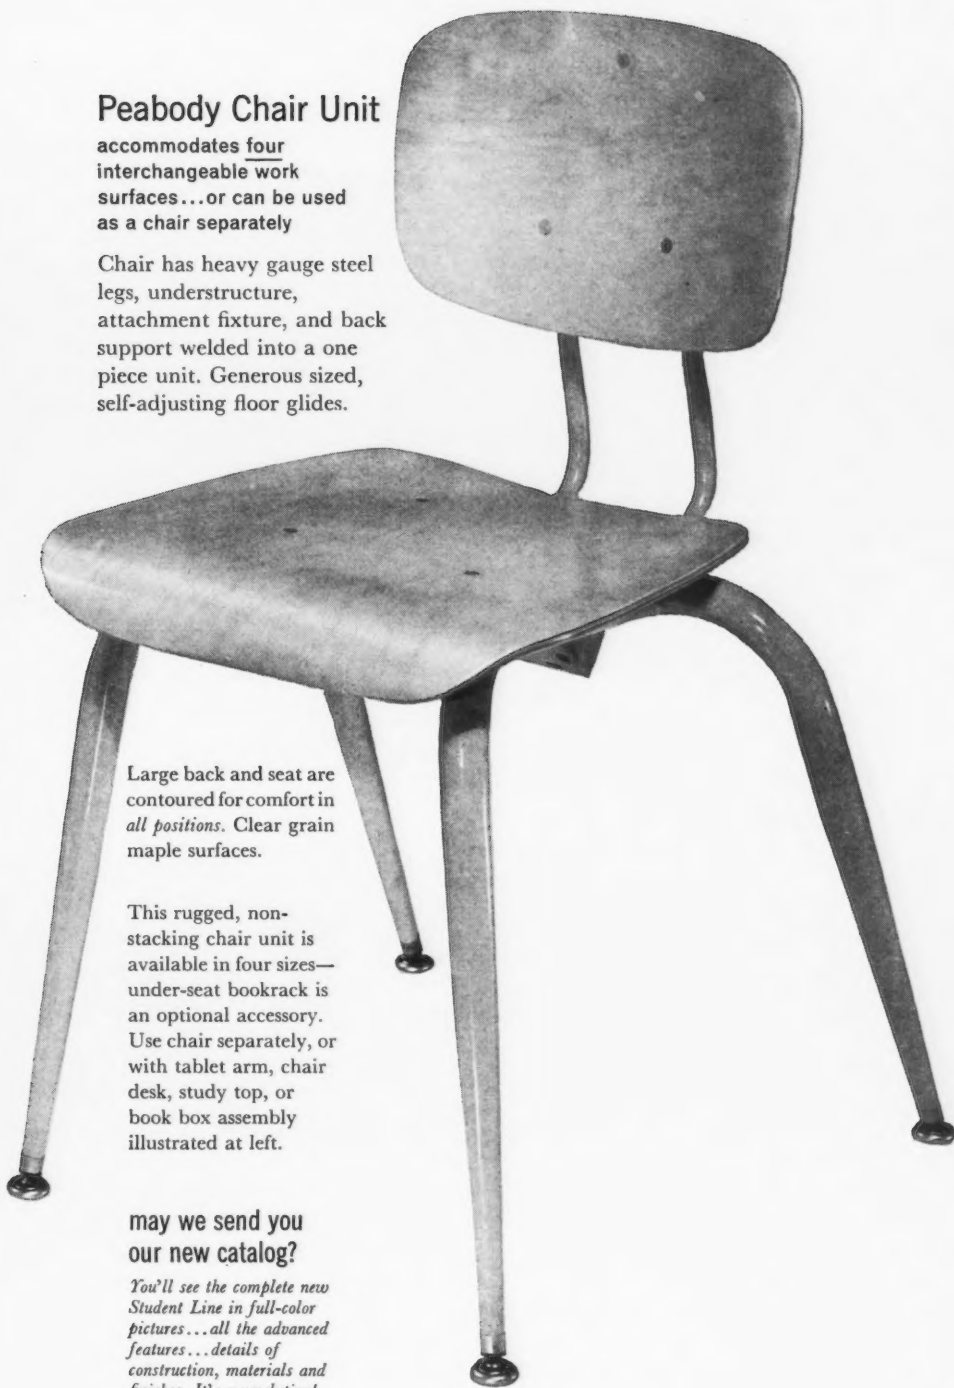 Peabody Chair Unit
accommodates four
interchangeable work
surfaces...or can be used
as a chair separately
Chair has heavy gauge steel
legs, understructure,
attachment fixture, and back
support welded into a one
piece unit. Generous sized,
self-adjusting floor glides.
Large back and seat are
contoured for comfort in
all positions. Clear grain
maple surfaces.
This rugged, non-
stacking chair unit is
available in four sizes—
under-seat bookrack is
an optional accessory.
Use chair separately, or
with tablet arm, chair
desk, study top, or
book box assembly
illustrated at left.
may we send you
our new catalog?
You'll see the complete new
Student Line in full-color
pictures...all the advanced
features...details of
construction, materials and